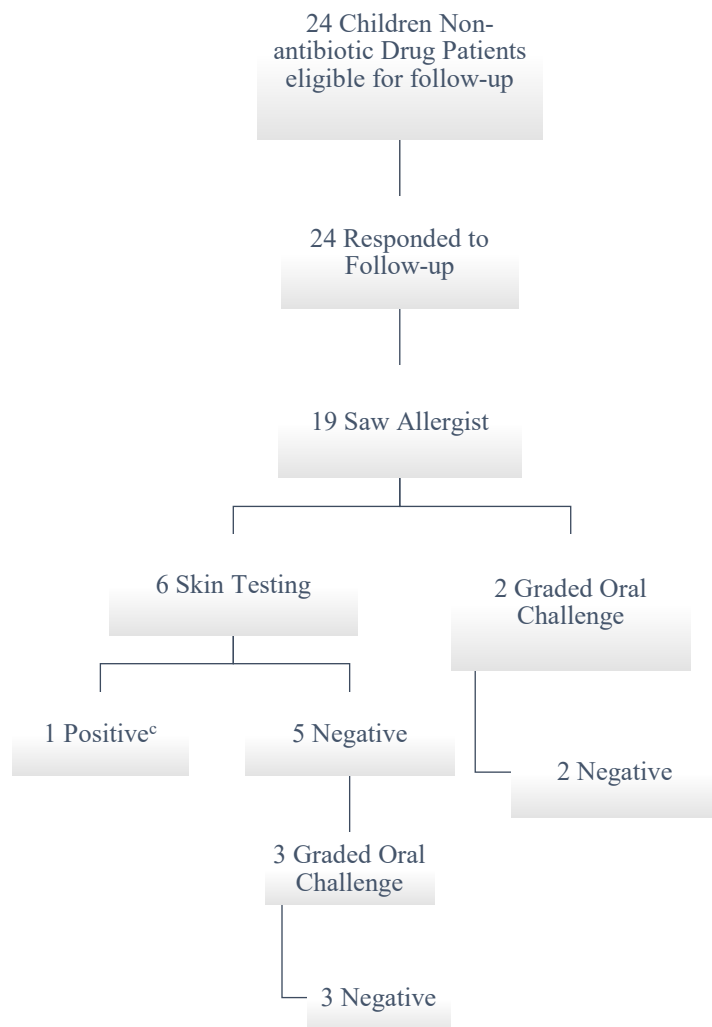 24 Children Non-
antibiotic Drug Patients
eligible for follow-up
24 Responded to
Follow-up
19 Saw Allergist
6 Skin Testing
2 Graded Oral
Challenge
1 Positiveᶜ
5 Negative
2 Negative
3 Graded Oral
Challenge
3 Negative